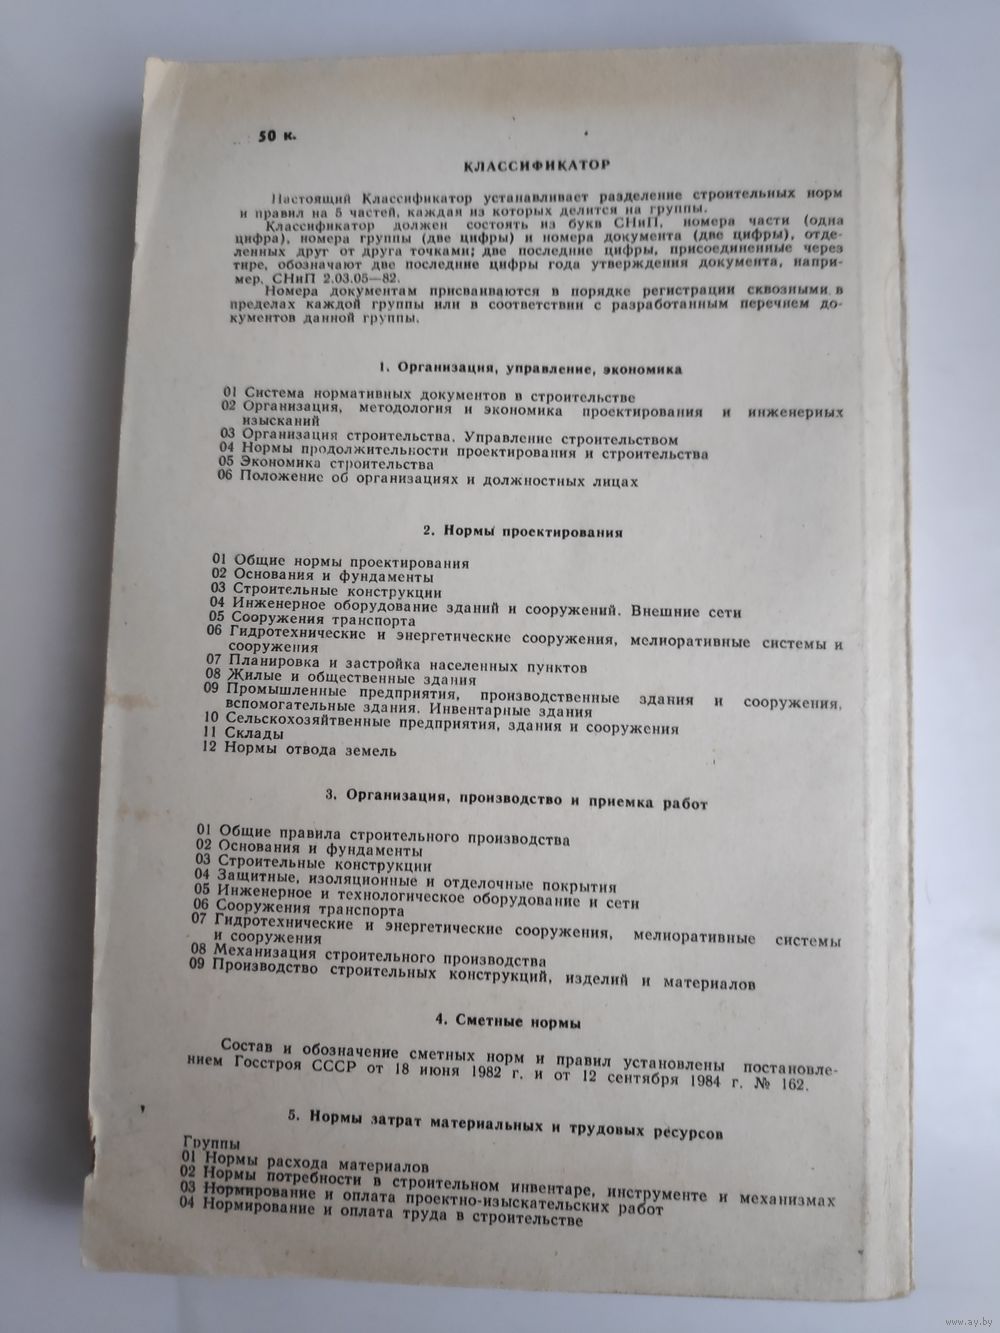 50 к.
КЛАССИФИКАТОР
Настоящий Классификатор устанавливает разделение строительных норм
и правил на 5 частей, каждая из которых делится на группы.
Классификатор должен состоять из букв СНиП, номера части (одна
цифра), номера группы (две цифры) и номера документа (две цифры), отде-
ленных друг от друга точками; две последние цифры, присоединенные через
тире, обозначают две последние цифры года утверждения документа, напри-
мер, СНиП 2.03.05—82.
Номера документам присваиваются в порядке регистрации сквозными в
пределах каждой группы или в соответствии с разработанным перечнем до-
кументов данной группы.
1. Организация, управление, экономика
01 Система нормативных документов в строительстве
02 Организация, методология и экономика проектирования и инженерных
изысканий
03 Организация строительства. Управление строительством
04 Нормы продолжительности проектирования и строительства
05 Экономика строительства
06 Положение об организациях и должностных лицах
2. Нормы проектирования
01 Общие нормы проектирования
02 Основания и фундаменты
03 Строительные конструкции
04 Инженерное оборудование зданий и сооружений. Внешние сети
05 Сооружения транспорта
06 Гидротехнические и энергетические сооружения, мелиоративные системы и
сооружения
07 Планировка и застройка населенных пунктов
08 Жилые и общественные здания
09 Промышленные предприятия, производственные здания и сооружения,
вспомогательные здания. Инвентарные здания
10 Сельскохозяйтвенные предприятия, здания и сооружения
11 Склады
12 Нормы отвода земель
3. Организация, производство и приемка работ
01 Общие правила строительного производства
02 Основания и фундаменты
03 Строительные конструкции
04 Защитные, изоляционные и отделочные покрытия
05 Инженерное и технологическое оборудование и сети
06 Сооружения транспорта
07 Гидротехнические и энергетические сооружения, мелиоративные системы
и сооружения
08 Механизация строительного производства
09 Производство строительных конструкций, изделий и материалов
4. Сметные нормы
Состав и обозначение сметных норм и правил установлены постановле-
нием Госстроя СССР от 18 июня 1982 г. и от 12 сентября 1984 г. № 162.
5. Нормы затрат материальных и трудовых ресурсов
Группы
01 Нормы расхода материалов
02 Нормы потребности в строительном инвентаре, инструменте и механизмах
03 Нормирование и оплата проектно-изыскательских работ
04 Нормирование и оплата труда в строительстве
www.ay.by